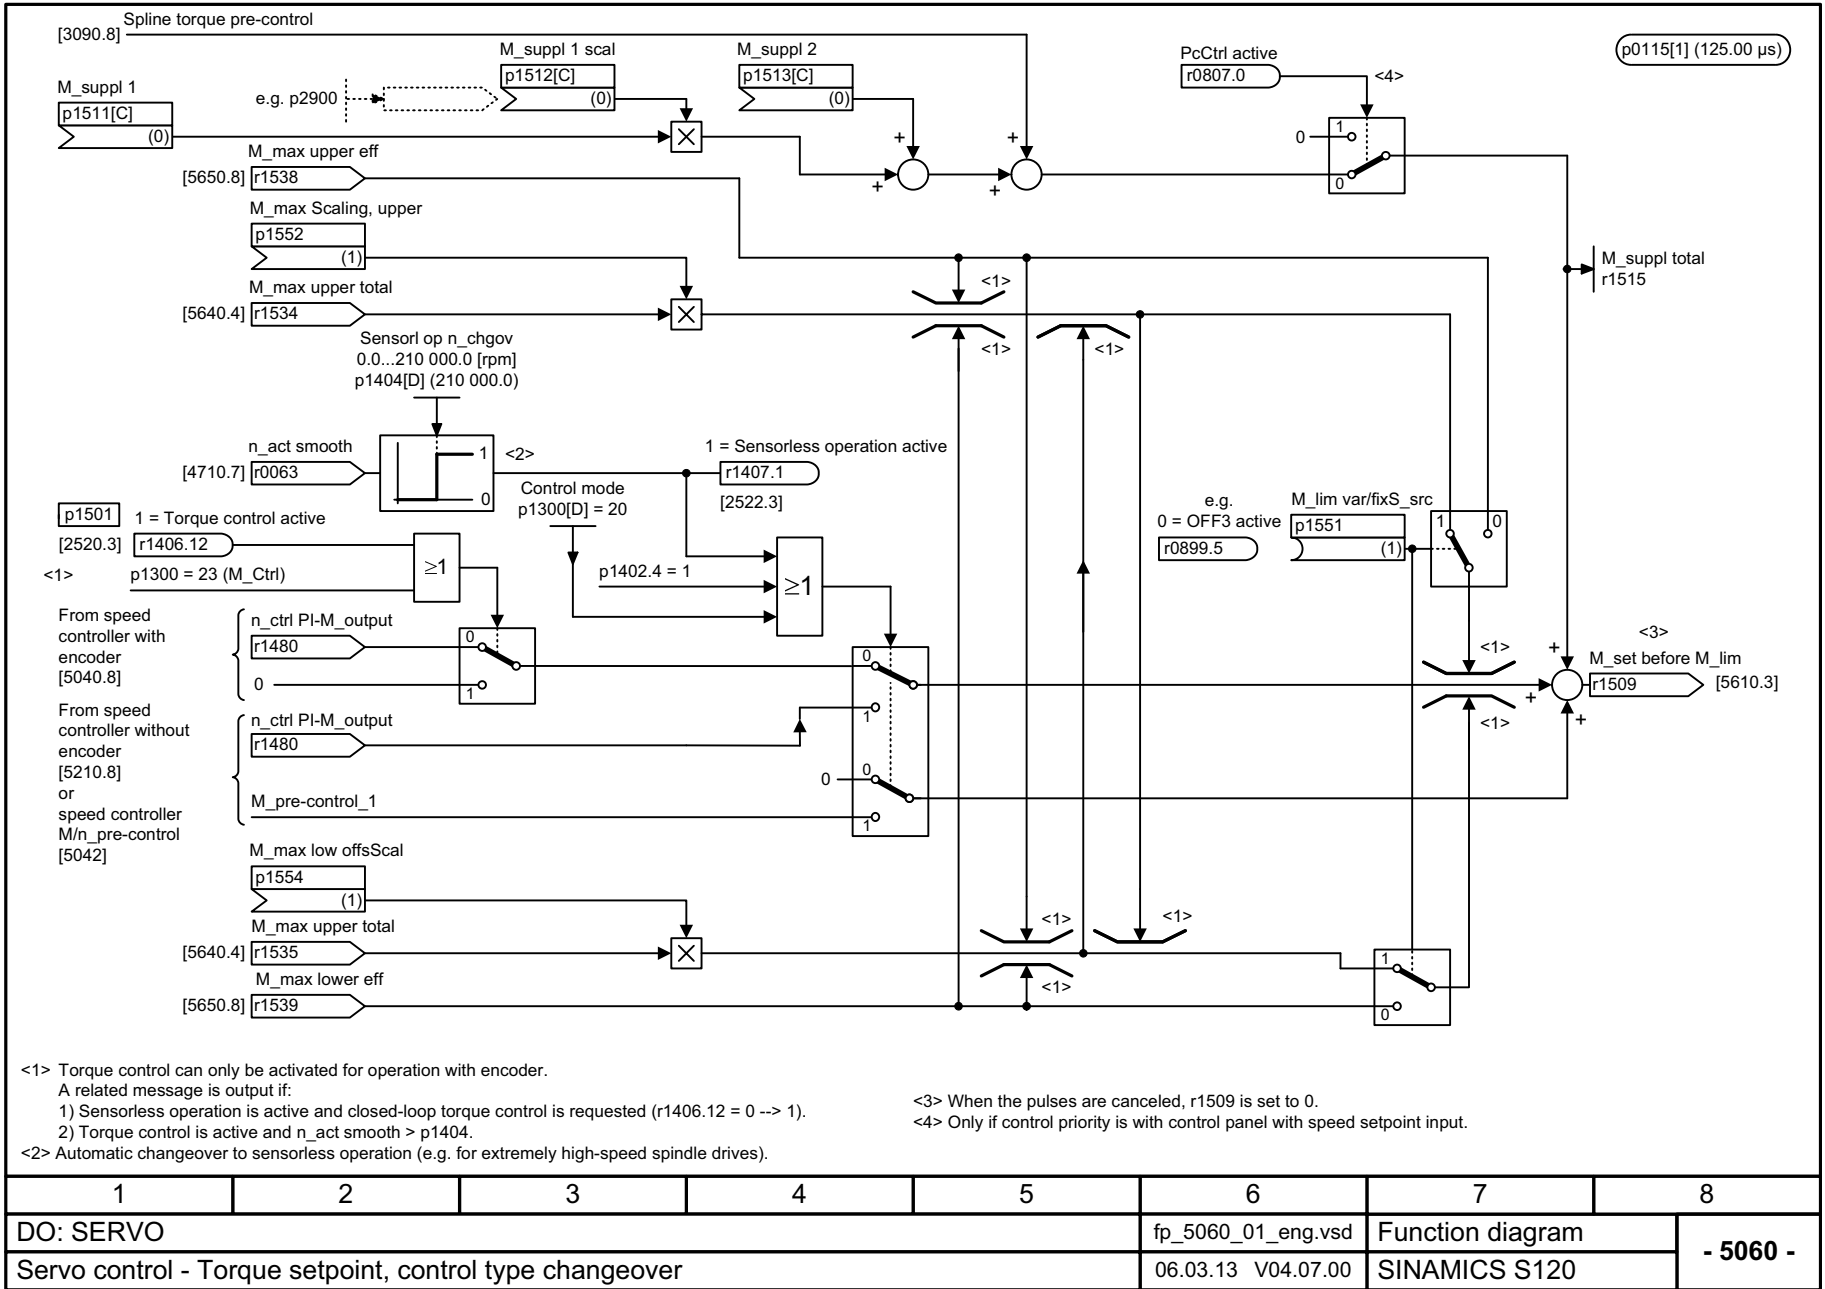 Spline torque pre-control
[3090.8]
M_suppl 1 scal
p1512[C]
(0)
M_suppl 2
p1513[C]
(0)
PcCtrl active
r0807.0
<4>
p0115[1] (125.00 µs)
M_suppl 1
p1511[C]
(0)
e.g. p2900
+
+
+
+
0
1
0
M_max upper eff
[5650.8] r1538
M_max Scaling, upper
p1552
(1)
M_suppl total
r1515
M_max upper total
[5640.4] r1534
<1>
<1>
<1>
Sensorl op n_chgov
0.0...210 000.0 [rpm]
p1404[D] (210 000.0)
n_act smooth
[4710.7] r0063
1
0
<2>
1 = Sensorless operation active
r1407.1
[2522.3]
Control mode
p1300[D] = 20
p1501
1 = Torque control active
[2520.3] r1406.12
<1>
p1300 = 23 (M_Ctrl)
≥1
p1402.4 = 1
≥1
e.g.
0 = OFF3 active
r0899.5
M_lim var/fixS_src
p1551
(1)
1
0
From speed
controller with
encoder
[5040.8]
n_ctrl PI-M_output
r1480
0
0
1
0
1
<1>
<1>
+
+
+
<3>
M_set before M_lim
r1509
[5610.3]
From speed
controller without
encoder
[5210.8]
or
speed controller
M/n_pre-control
[5042]
n_ctrl PI-M_output
r1480
M_pre-control_1
0
0
1
M_max low offsScal
p1554
(1)
M_max upper total
[5640.4] r1535
M_max lower eff
[5650.8] r1539
<1>
<1>
<1>
1
0
<1> Torque control can only be activated for operation with encoder.
A related message is output if:
1) Sensorless operation is active and closed-loop torque control is requested (r1406.12 = 0 --> 1).
2) Torque control is active and n_act smooth > p1404.
<2> Automatic changeover to sensorless operation (e.g. for extremely high-speed spindle drives).
<3> When the pulses are canceled, r1509 is set to 0.
<4> Only if control priority is with control panel with speed setpoint input.
1 2 3 4 5 6 7 8
DO: SERVO
fp_5060_01_eng.vsd
Function diagram
- 5060 -
Servo control - Torque setpoint, control type changeover
06.03.13 V04.07.00
SINAMICS S120